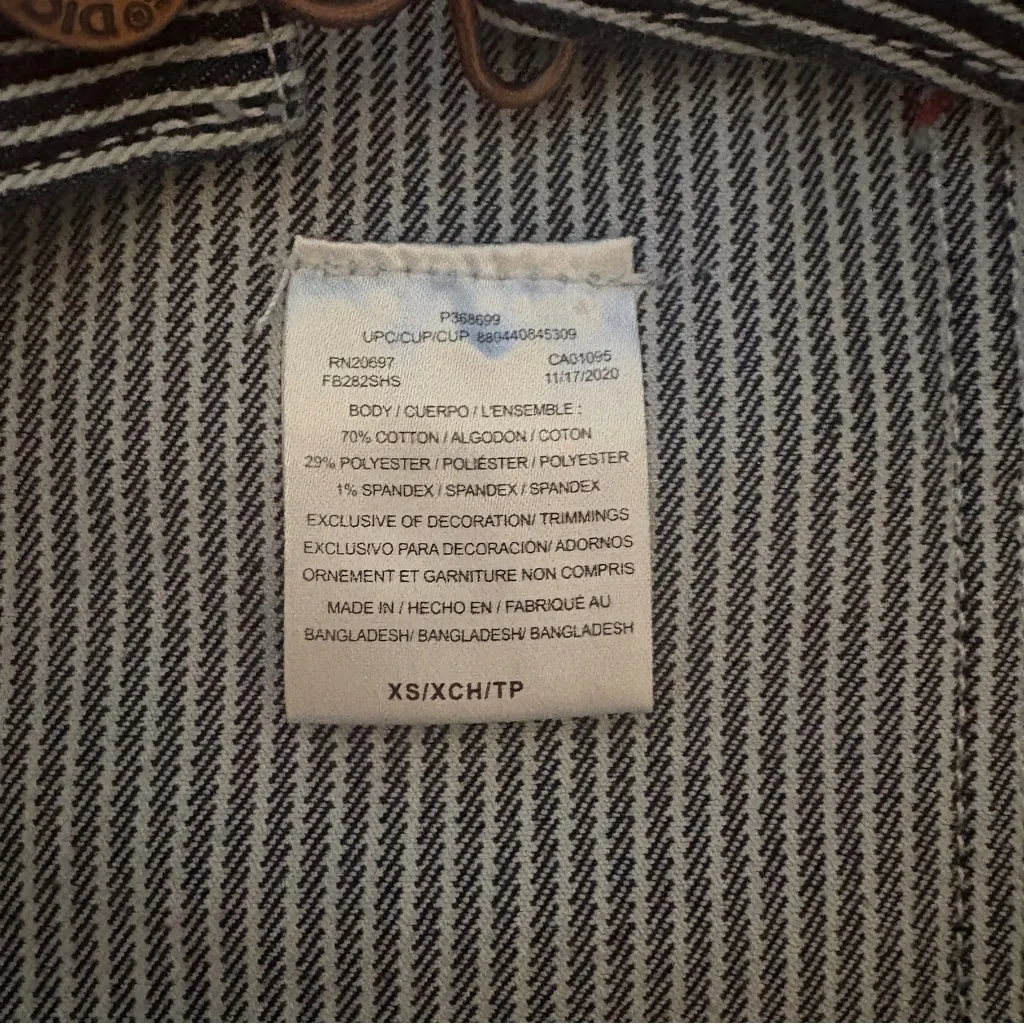 P368699
UPC/CUP/CUP 889440845309
RN20697 CA01095
FB282SHS 11/17/2020
BODY / CUERPO / L'ENSEMBLE :
70% COTTON / ALGODÓN / COTON
29% POLYESTER / POLIÉSTER / POLYESTER
1% SPANDEX / SPANDEX / SPANDEX
EXCLUSIVE OF DECORATION/ TRIMMINGS
EXCLUSIVO PARA DECORACIÓN/ ADORNOS
ORNEMENT ET GARNITURE NON COMPRIS
MADE IN / HECHO EN / FABRIQUÉ AU
BANGLADESH/ BANGLADESH/ BANGLADESH
XS/XCH/TP